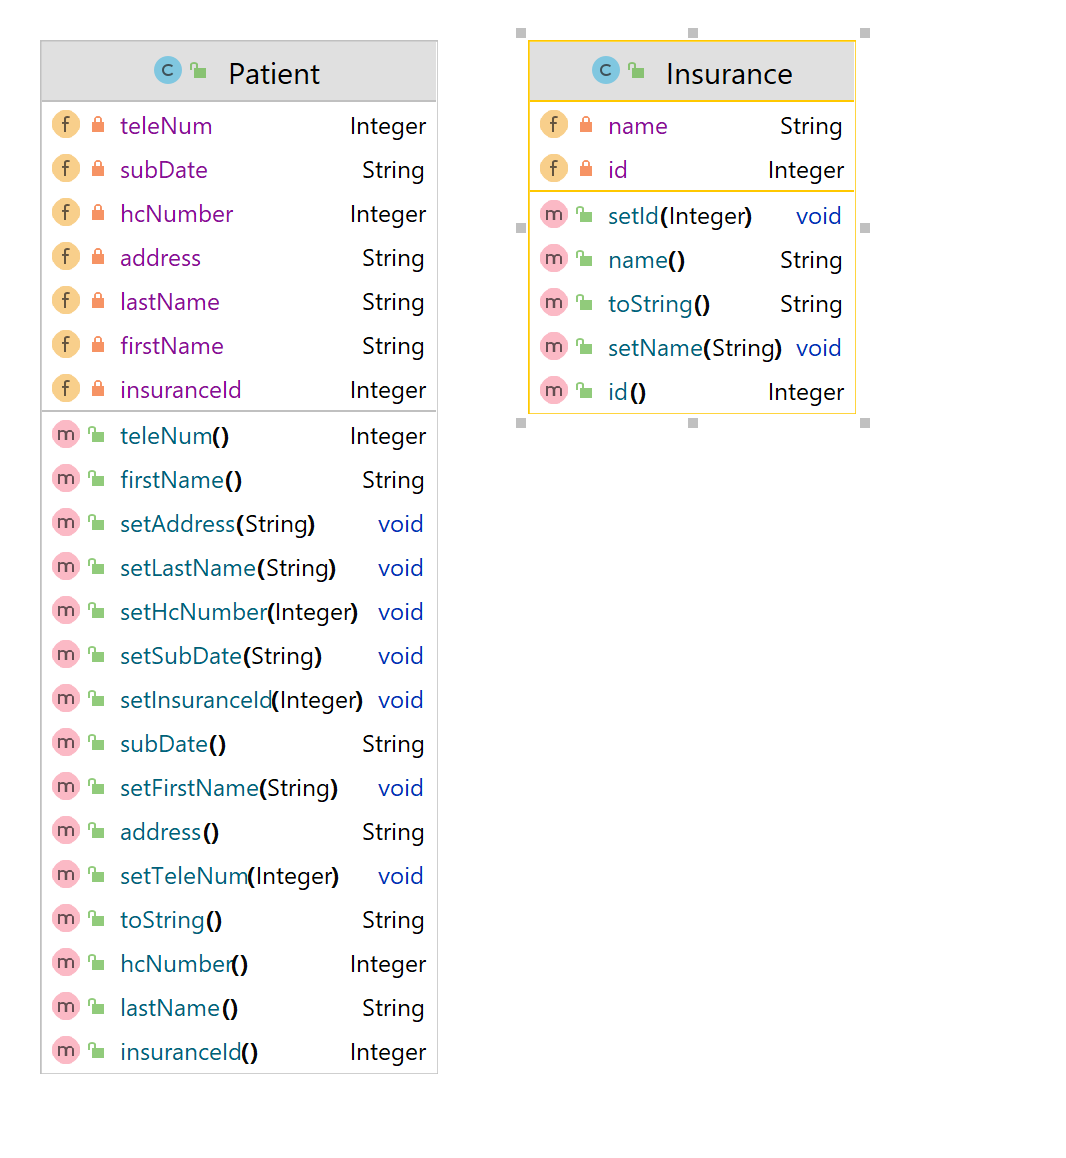 Patient
teleNum Integer
subDate String
hcNumber Integer
address String
lastName String
firstName String
insuranceId Integer
teleNum() Integer
firstName() String
setAddress(String) void
setLastName(String) void
setHcNumber(Integer) void
setSubDate(String) void
setInsuranceId(Integer) void
subDate() String
setFirstName(String) void
address() String
setTeleNum(Integer) void
toString() String
hcNumber() Integer
lastName() String
insuranceId() Integer
Insurance
name String
id Integer
setId(Integer) void
name() String
toString() String
setName(String) void
id() Integer